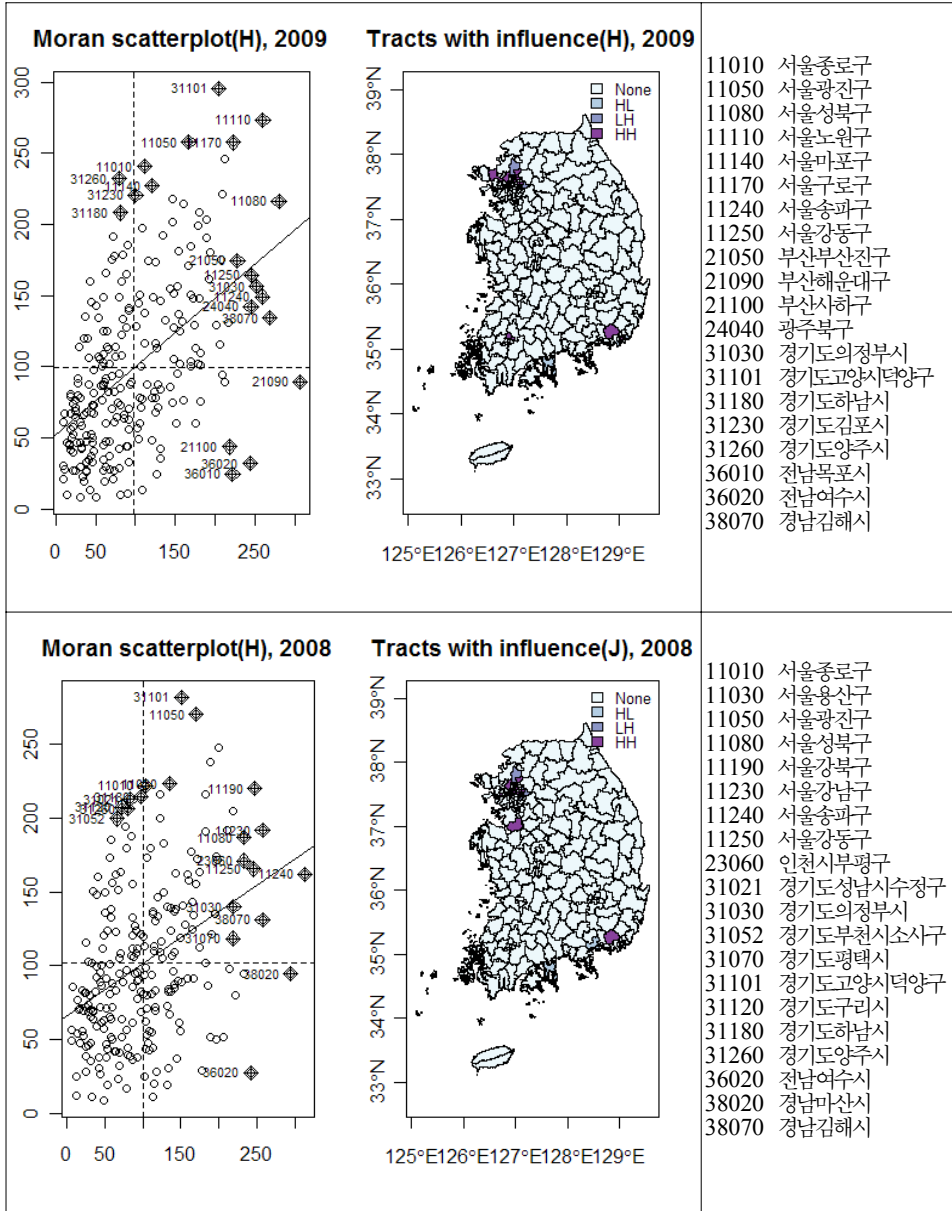 Moran scatterplot(H), 2009
300
250
200
150
100
50
0
0
50
150
250
31101
11110
11050
11170
11010
31260
11140
31230
31180
11080
21050
11250
31030
11240
24040
38070
21090
21100
36020
36010
Tracts with influence(H), 2009
None
HL
LH
HH
39°N
38°N
37°N
36°N
35°N
34°N
33°N
125°E126°E 127°E 128°E 129°E
11010 서울종로구
11050 서울광진구
11080 서울성북구
11110 서울노원구
11140 서울마포구
11170 서울구로구
11240 서울송파구
11250 서울강동구
21050 부산부산진구
21090 부산해운대구
21100 부산사하구
24040 광주북구
31030 경기도의정부시
31101 경기도고양시덕양구
31180 경기도하남시
31230 경기도김포시
31260 경기도양주시
36010 전남목포시
36020 전남여수시
38070 경남김해시
Moran scatterplot(H), 2008
250
200
150
100
50
0
0
50
150
250
31101
11050
11010
11190
31052
11080
11250
11240
31030
38070
31070
38020
36020
Tracts with influence(J), 2008
None
HL
LH
HH
39°N
38°N
37°N
36°N
35°N
34°N
33°N
125°E126°E 127°E 128°E 129°E
11010 서울종로구
11030 서울용산구
11050 서울광진구
11080 서울성북구
11190 서울강북구
11230 서울강남구
11240 서울송파구
11250 서울강동구
23060 인천시부평구
31021 경기도성남시수정구
31030 경기도의정부시
31052 경기도부천시소사구
31070 경기도평택시
31101 경기도고양시덕양구
31120 경기도구리시
31180 경기도하남시
31260 경기도양주시
36020 전남여수시
38020 경남마산시
38070 경남김해시